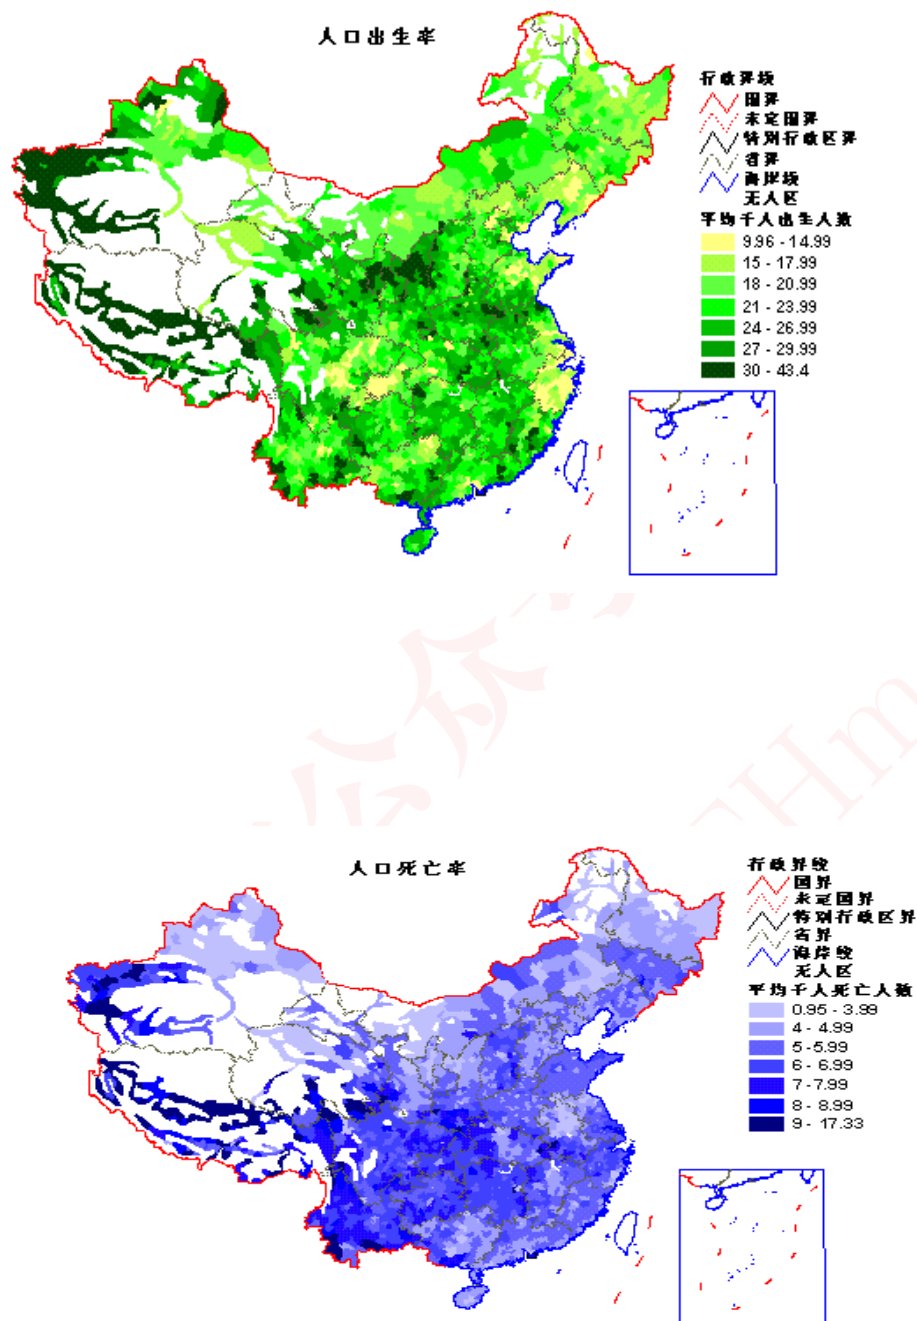 人口出生率
行政界线
国界
未定国界
特别行政区界
省界
海岸线
无人区
平均千人出生人数
9.96 - 14.99
15 - 17.99
18 - 20.99
21 - 23.99
24 - 26.99
27 - 29.99
30 - 43.4
人口死亡率
行政界线
国界
未定国界
特别行政区界
省界
海岸线
无人区
平均千人死亡人数
0.95 - 3.99
4 - 4.99
5 - 5.99
6 - 6.99
7 - 7.99
8 - 8.99
9 - 17.33